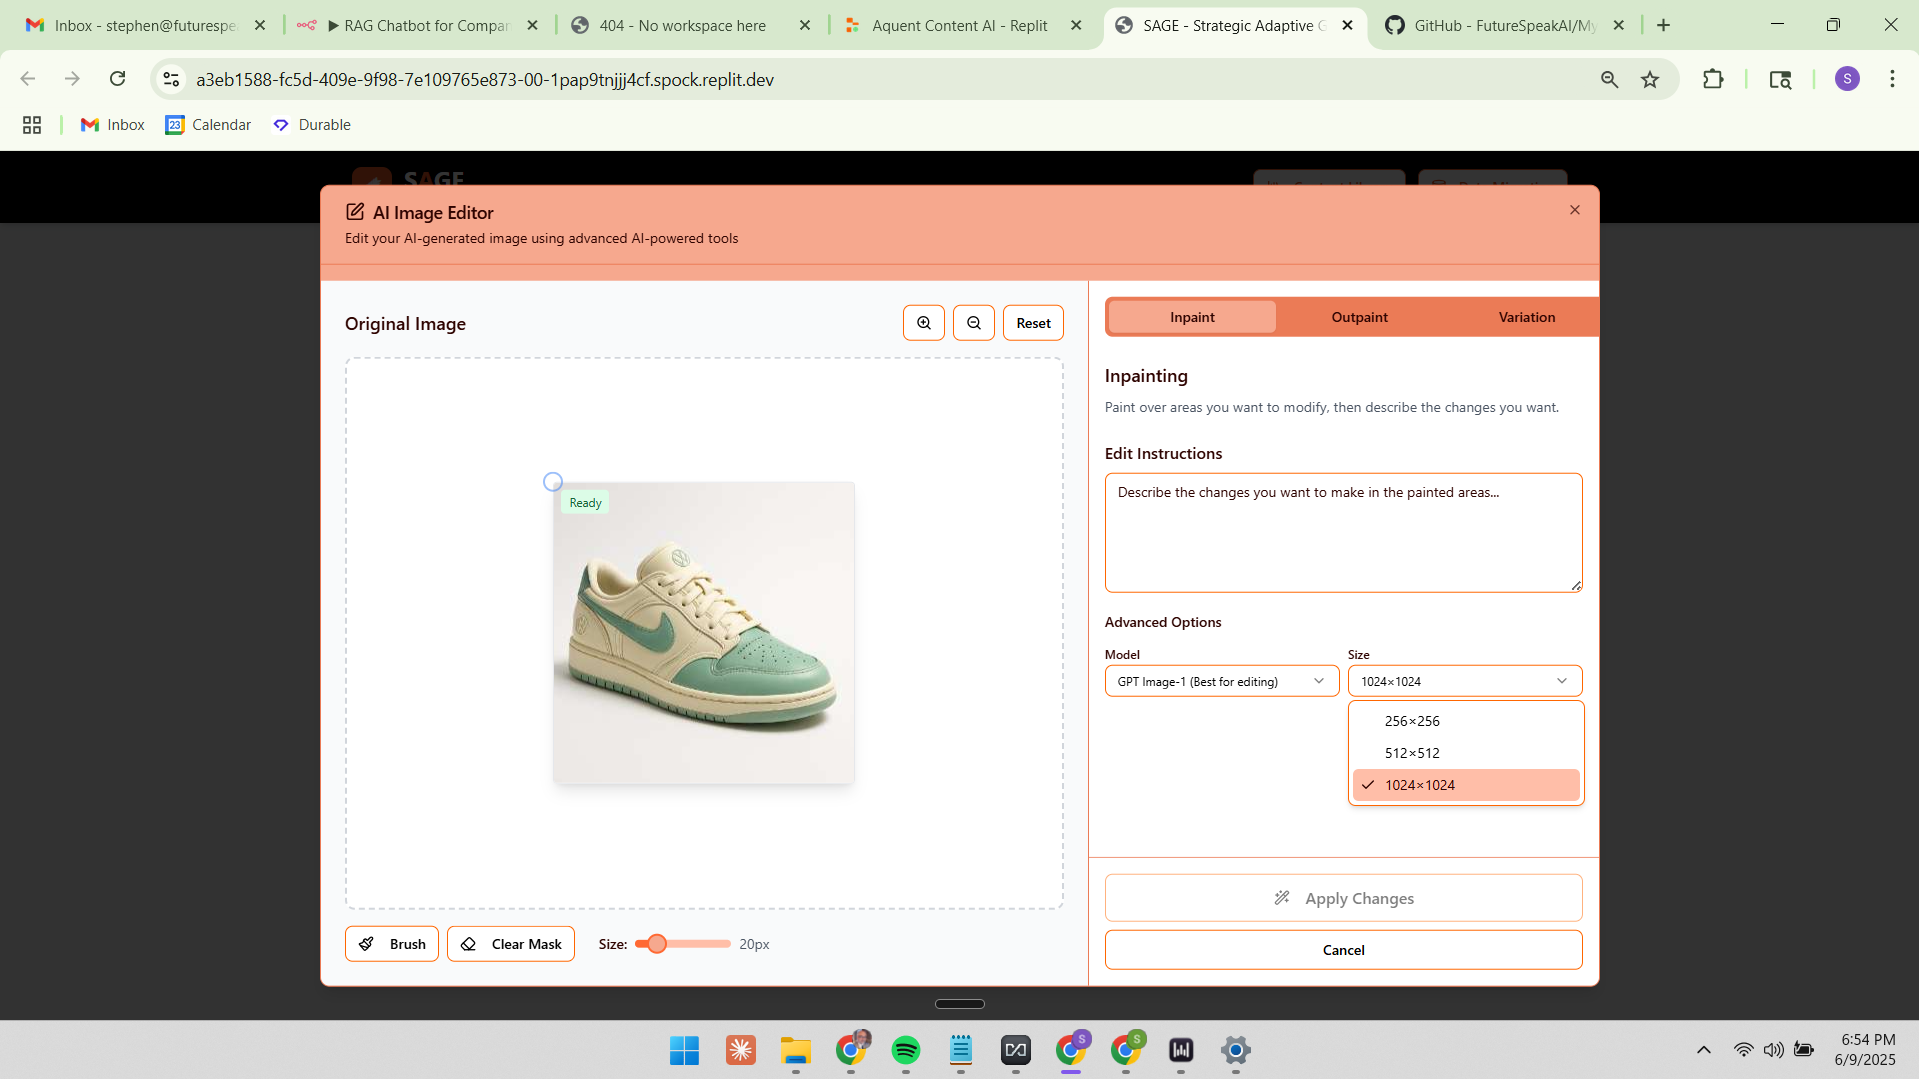 Inbox - stephen@futurespe
▶ RAG Chatbot for Compan
404 - No workspace here
Aquent Content AI - Replit
SAGE - Strategic Adaptive G
GitHub - FutureSpeakAI/My
a3eb1588-fc5d-409e-9f98-7e109765e873-00-1pap9tnjjj4cf.spock.replit.dev
S
Inbox
23
Calendar
Durable
SAGE
AI Image Editor
Edit your AI-generated image using advanced AI-powered tools
Original Image
Reset
Ready
Brush
Clear Mask
Size:
20px
Inpaint
Outpaint
Variation
Inpainting
Paint over areas you want to modify, then describe the changes you want.
Edit Instructions
Describe the changes you want to make in the painted areas...
Advanced Options
Model
Size
GPT Image-1 (Best for editing)
1024×1024
256×256
512×512
1024×1024
Apply Changes
Cancel
S
S
6:54 PM
6/9/2025